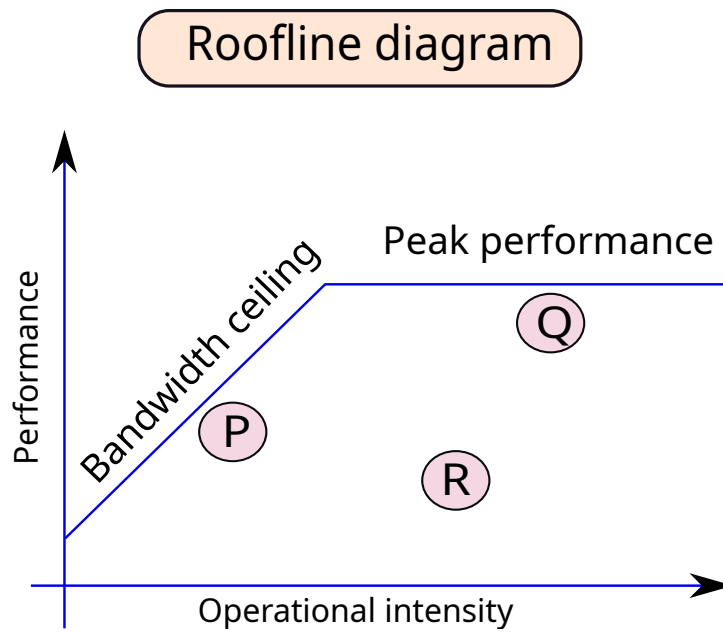 Roofline diagram
Peak performance
Bandwidth ceiling
Performance
Q
P
R
Operational intensity